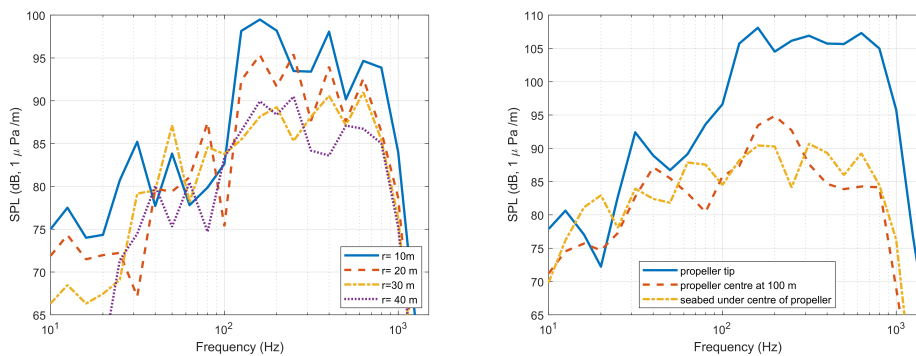 100
95
90
85
80
75
70
65
SPL (dB, 1 μ Pa /m)
10^1
10^2
10^3
Frequency (Hz)
r= 10m
r= 20 m
r=30 m
r= 40 m
110
105
100
95
90
85
80
75
70
65
SPL (dB, 1 μ Pa /m)
10^1
10^2
10^3
Frequency (Hz)
propeller tip
propeller centre at 100 m
seabed under centre of propeller